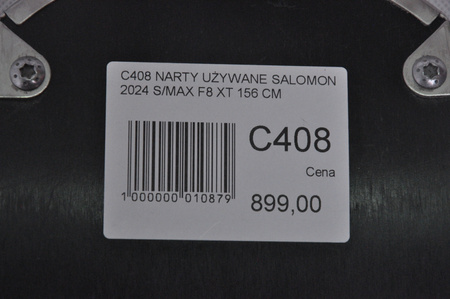 C408 NARTY UŻYWANE SALOMON
2024 S/MAX F8 XT 156 CM
C408
Cena
899,00
1 000000 010879